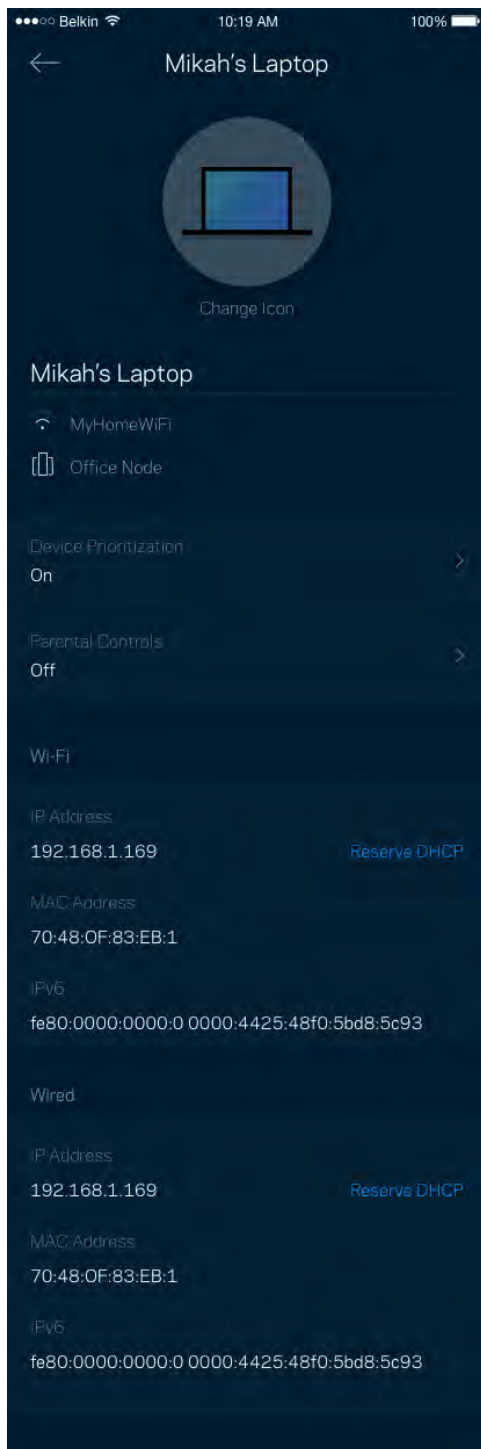 Belkin 10:19 AM 100%
Mikah's Laptop
Change Icon
Mikah's Laptop
MyHomeWiFi
Office Node
Device Prioritization
On
Parental Controls
Off
Wi-Fi
IP Address
192.168.1.169 Reserve DHCP
MAC Address
70:48:0F:83:EB:1
IPv6
fe80:0000:0000:0 0000:4425:48f0:5bd8:5c93
Wired
IP Address
192.168.1.169 Reserve DHCP
MAC Address
70:48:0F:83:EB:1
IPv6
fe80:0000:0000:0 0000:4425:48f0:5bd8:5c93